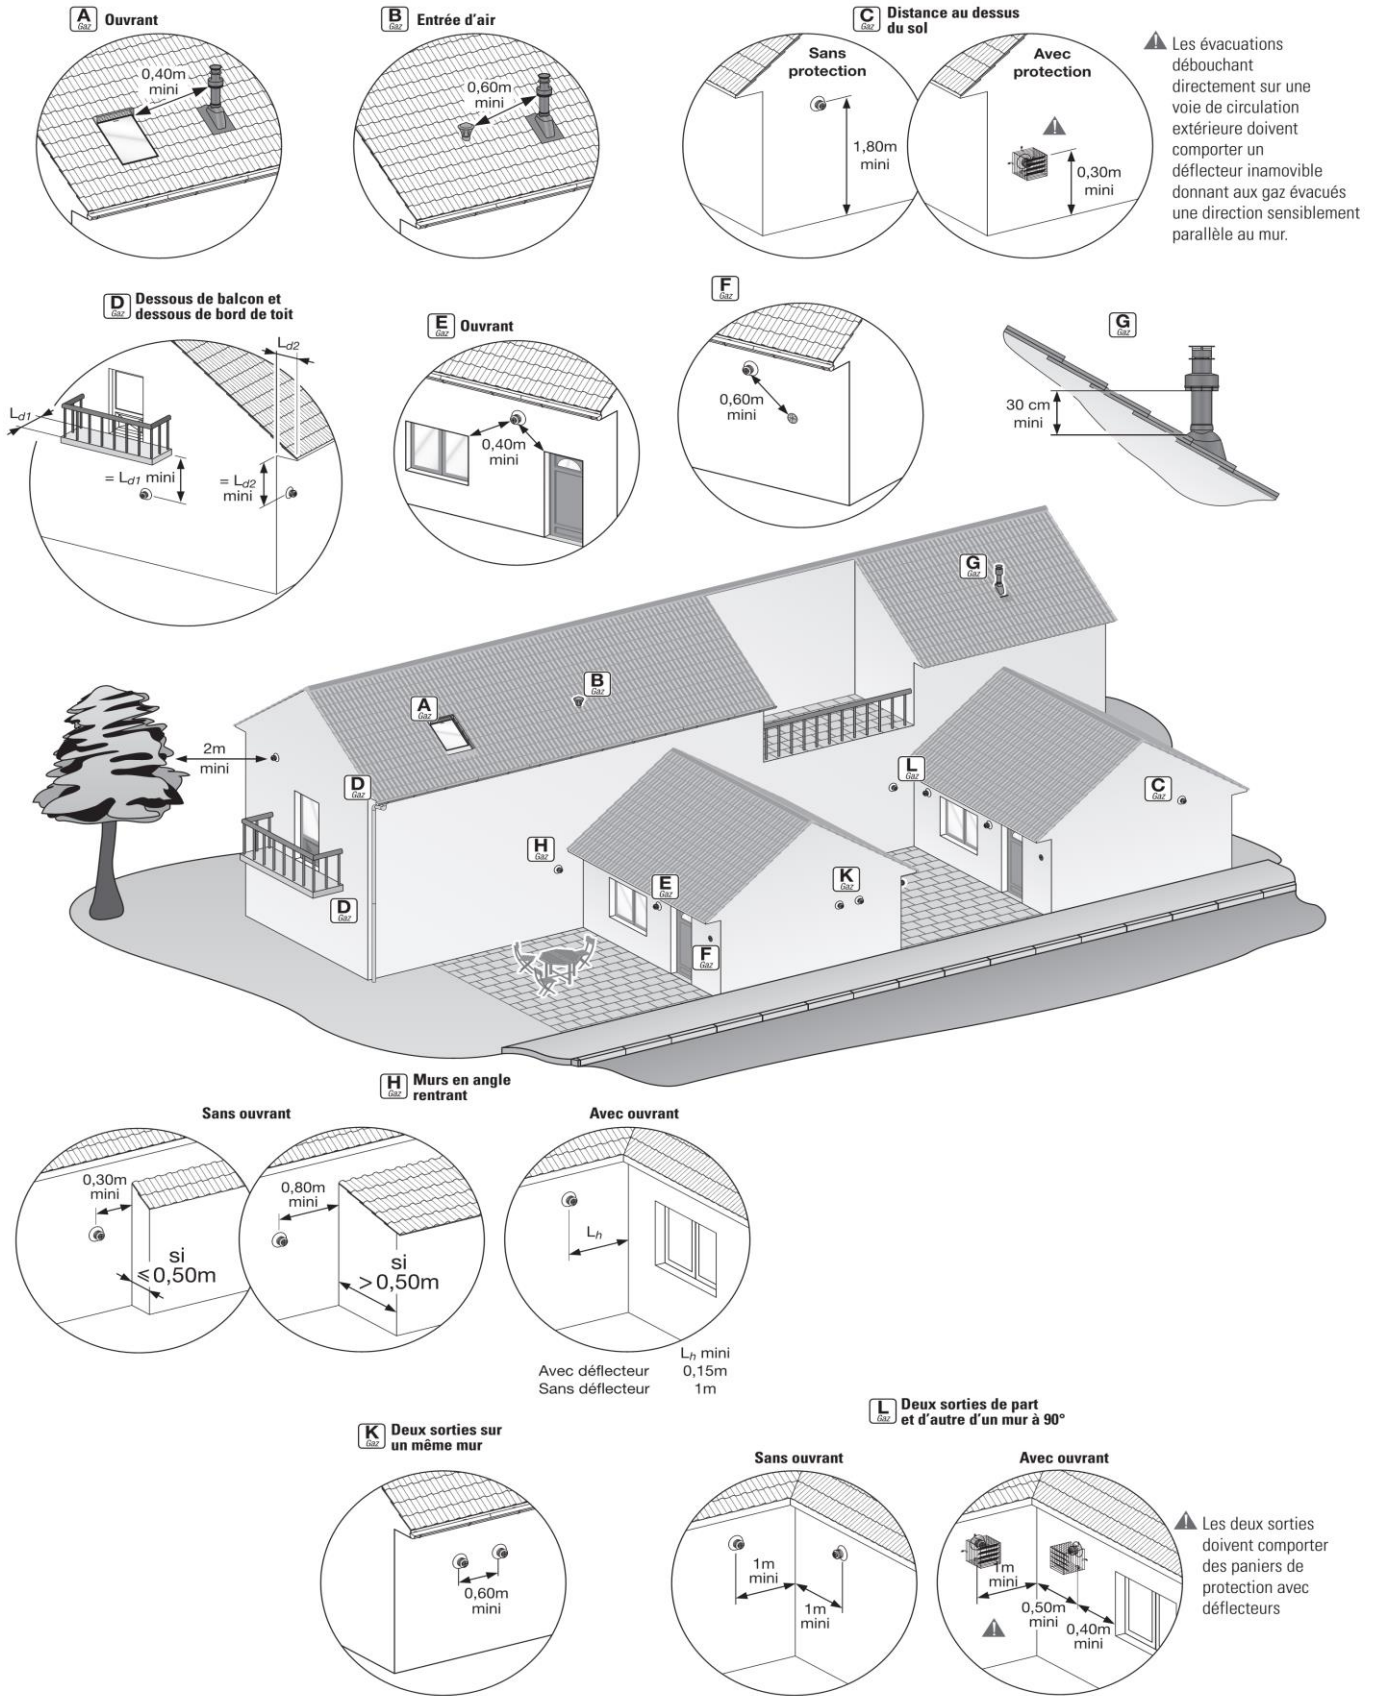 A Gaz Ouvrant
0,40m
mini
B Gaz Entrée d'air
0,60m
mini
C Gaz Distance au dessus
du sol
Sans
protection
1,80m
mini
Avec
protection
0,30m
mini
Les évacuations
débouchant
directement sur une
voie de circulation
extérieure doivent
comporter un
déflecteur inamovible
donnant aux gaz évacués
une direction sensiblement
parallèle au mur.
D Gaz Dessous de balcon et
dessous de bord de toit
Ld2
Ld1
= Ld1 mini
= Ld2
mini
E Gaz Ouvrant
0,40m
mini
F Gaz
0,60m
mini
G Gaz
30 cm
mini
G Gaz
B Gaz
A Gaz
2m
mini
D Gaz
L Gaz
C Gaz
H Gaz
E Gaz
K Gaz
D Gaz
F Gaz
H Gaz Murs en angle
rentrant
Sans ouvrant
0,30m
mini
si
≤0,50m
0,80m
mini
si
>0,50m
Avec ouvrant
Lh
Lh mini
Avec déflecteur 0,15m
Sans déflecteur 1m
K Gaz Deux sorties sur
un même mur
0,60m
mini
L Gaz Deux sorties de part
et d'autre d'un mur à 90°
Sans ouvrant
1m
mini
1m
mini
Avec ouvrant
1m
mini
0,50m
mini
0,40m
mini
Les deux sorties
doivent comporter
des paniers de
protection avec
déflecteurs